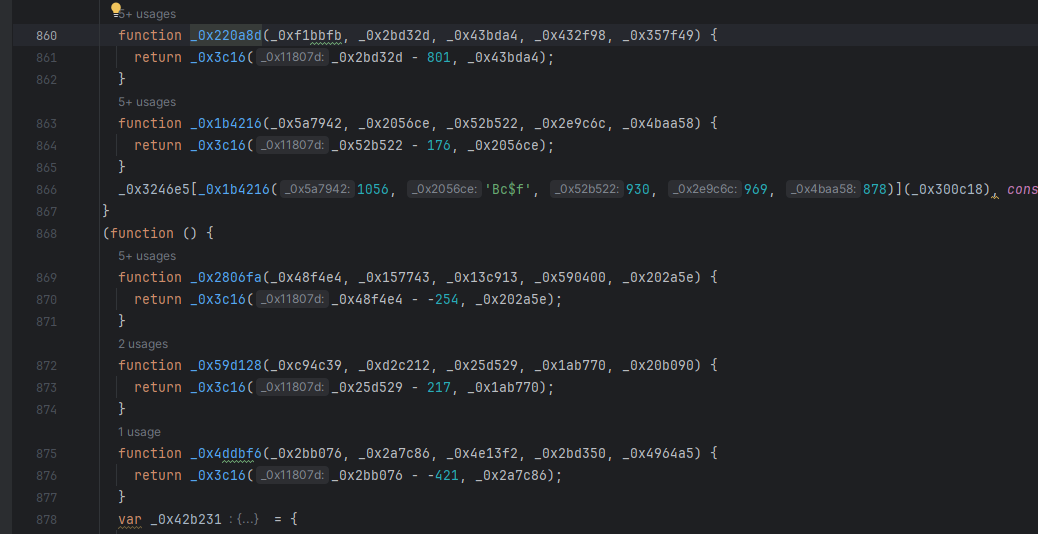 5+ usages
860 function _0x220a8d(_0xf1bbfb, _0x2bd32d, _0x43bda4, _0x432f98, _0x357f49) {
861 return _0x3c16( _0x11807d: _0x2bd32d - 801, _0x43bda4);
862 }
5+ usages
863 function _0x1b4216(_0x5a7942, _0x2056ce, _0x52b522, _0x2e9c6c, _0x4baa58) {
864 return _0x3c16( _0x11807d: _0x52b522 - 176, _0x2056ce);
865 }
866 _0x3246e5[_0x1b4216( _0x5a7942: 1056, _0x2056ce: 'Bc$f', _0x52b522: 930, _0x2e9c6c: 969, _0x4baa58: 878)](_0x300c18), cons
867 }
868 (function () {
5+ usages
869 function _0x2806fa(_0x48f4e4, _0x157743, _0x13c913, _0x590400, _0x202a5e) {
870 return _0x3c16( _0x11807d: _0x48f4e4 - -254, _0x202a5e);
871 }
2 usages
872 function _0x59d128(_0xc94c39, _0xd2c212, _0x25d529, _0x1ab770, _0x20b090) {
873 return _0x3c16( _0x11807d: _0x25d529 - 217, _0x1ab770);
874 }
1 usage
875 function _0x4ddbf6(_0x2bb076, _0x2a7c86, _0x4e13f2, _0x2bd350, _0x4964a5) {
876 return _0x3c16( _0x11807d: _0x2bb076 - -421, _0x2a7c86);
877 }
878 var _0x42b231 : {...} = {